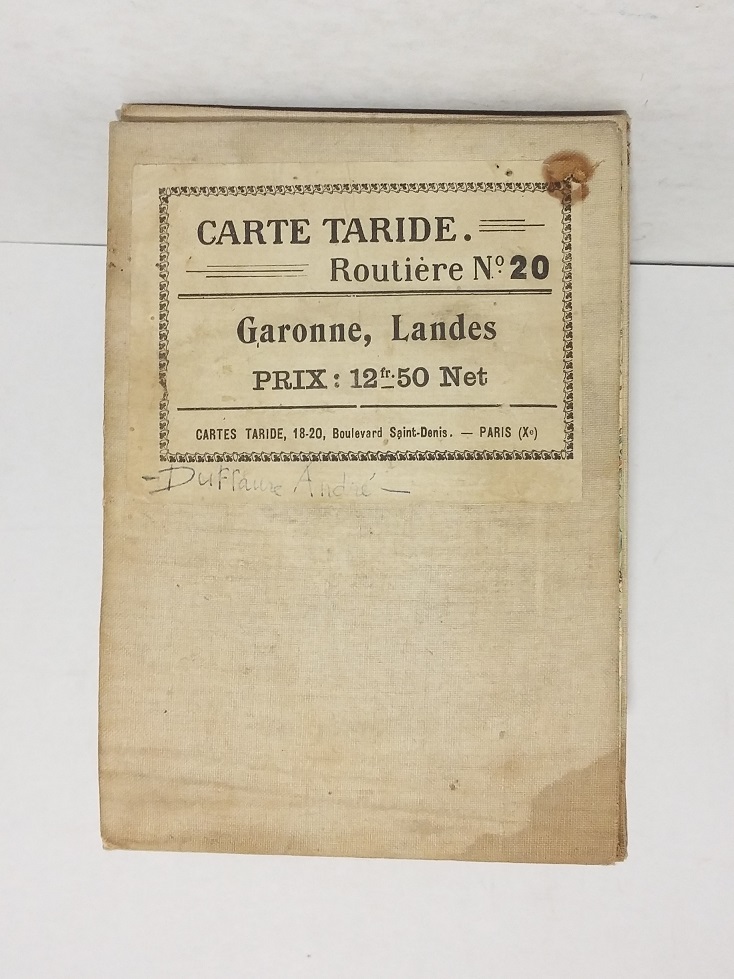 CARTE TARIDE.
Routière Nº 20
Garonne, Landes
PRIX : 12fr.50 Net
CARTES TARIDE, 18-20, Boulevard Saint-Denis. — PARIS (Xe)
André —